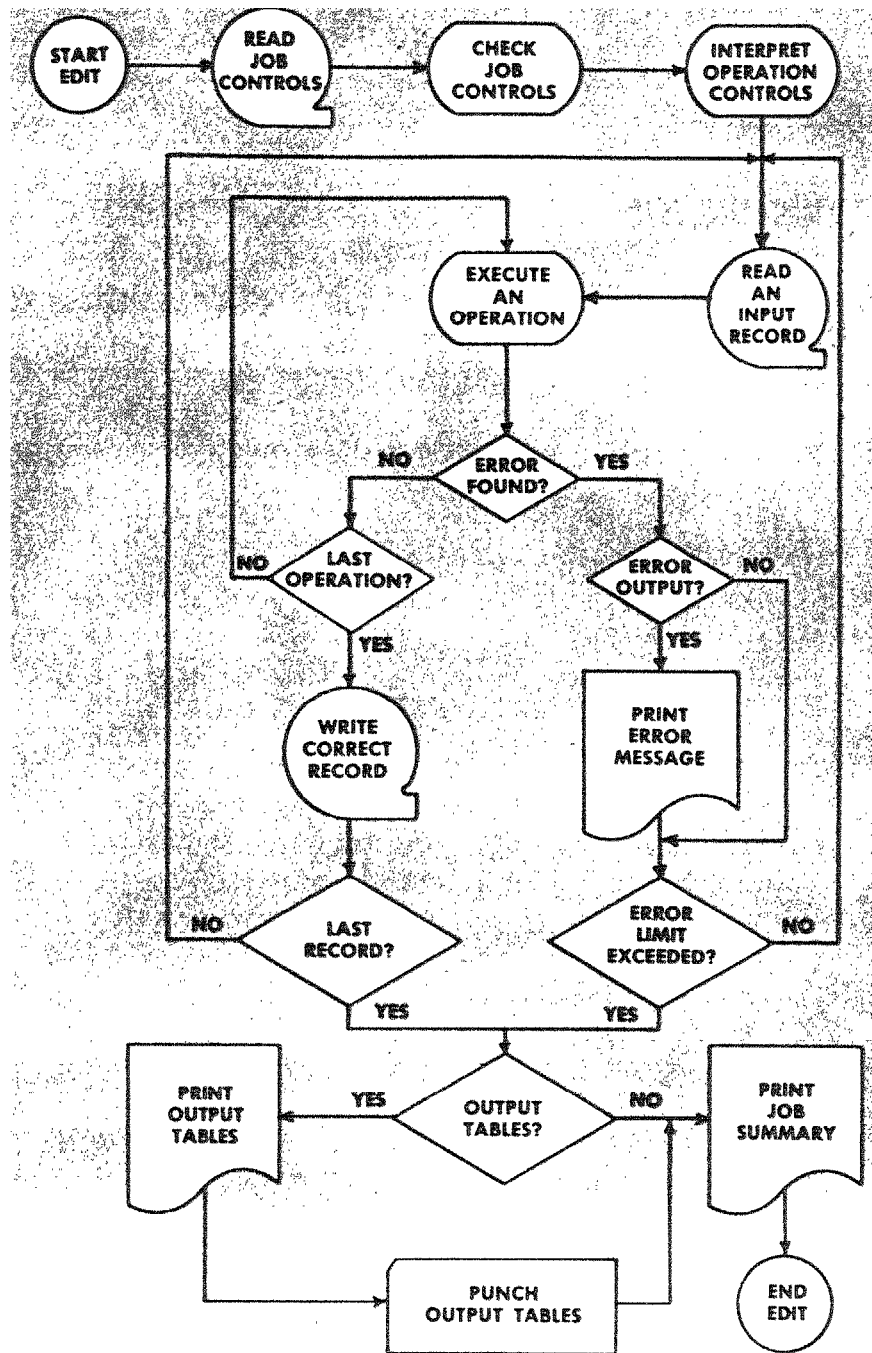 START
EDIT
READ
JOB
CONTROLS
CHECK
JOB
CONTROLS
INTERPRET
OPERATION
CONTROLS
EXECUTE
AN
OPERATION
READ
AN
INPUT
RECORD
NO
ERROR
FOUND?
YES
NO
LAST
OPERATION?
ERROR
OUTPUT?
NO
YES
YES
WRITE
CORRECT
RECORD
PRINT
ERROR
MESSAGE
NO
LAST
RECORD?
ERROR
LIMIT
EXCEEDED?
NO
YES
YES
PRINT
OUTPUT
TABLES
YES
OUTPUT
TABLES?
NO
PRINT
JOB
SUMMARY
PUNCH
OUTPUT TABLES
END
EDIT